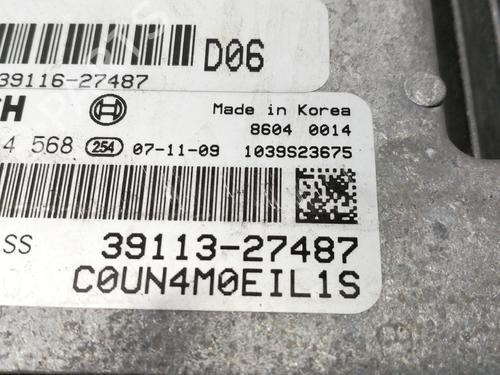 D06
39116-27487
CH
Made in Korea
8604 0014
4 568 254 07-11-09 1039S23675
SS 39113-27487
C0UN4M0EIL1S